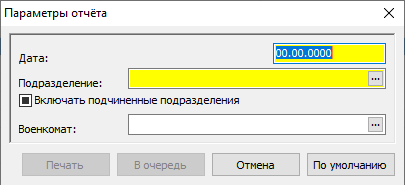 Параметры отчёта
Дата: 00.00.0000
Подразделение: ...
Включать подчиненные подразделения
Военкомат: ...
Печать В очередь Отмена По умолчанию